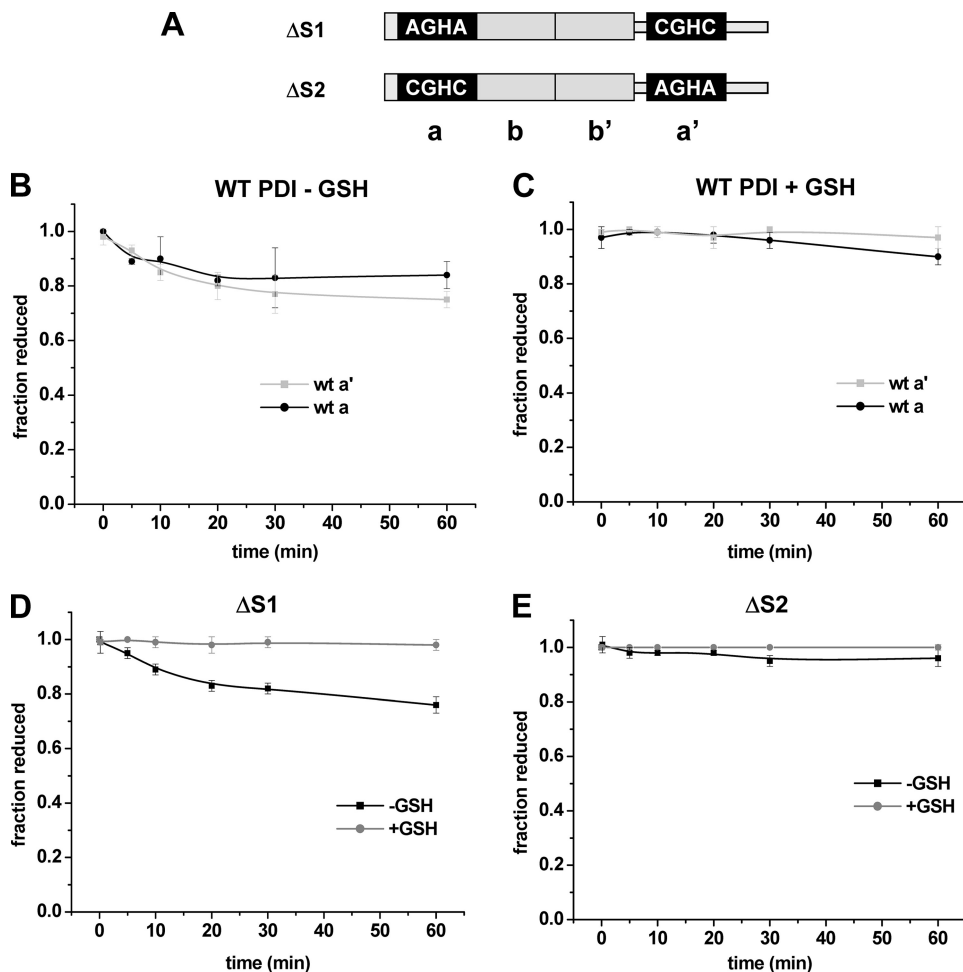 A
ΔS1 AGHA CGHC
ΔS2 CGHC AGHA
a b b' a'
B
WT PDI - GSH
fraction reduced
1.0
0.8
0.6
0.4
0.2
0.0
wt a'
wt a
0 10 20 30 40 50 60
time (min)
C
WT PDI + GSH
fraction reduced
1.0
0.8
0.6
0.4
0.2
0.0
wt a'
wt a
0 10 20 30 40 50 60
time (min)
D
ΔS1
fraction reduced
1.0
0.8
0.6
0.4
0.2
0.0
-GSH
+GSH
0 10 20 30 40 50 60
time (min)
E
ΔS2
fraction reduced
1.0
0.8
0.6
0.4
0.2
0.0
-GSH
+GSH
0 10 20 30 40 50 60
time (min)